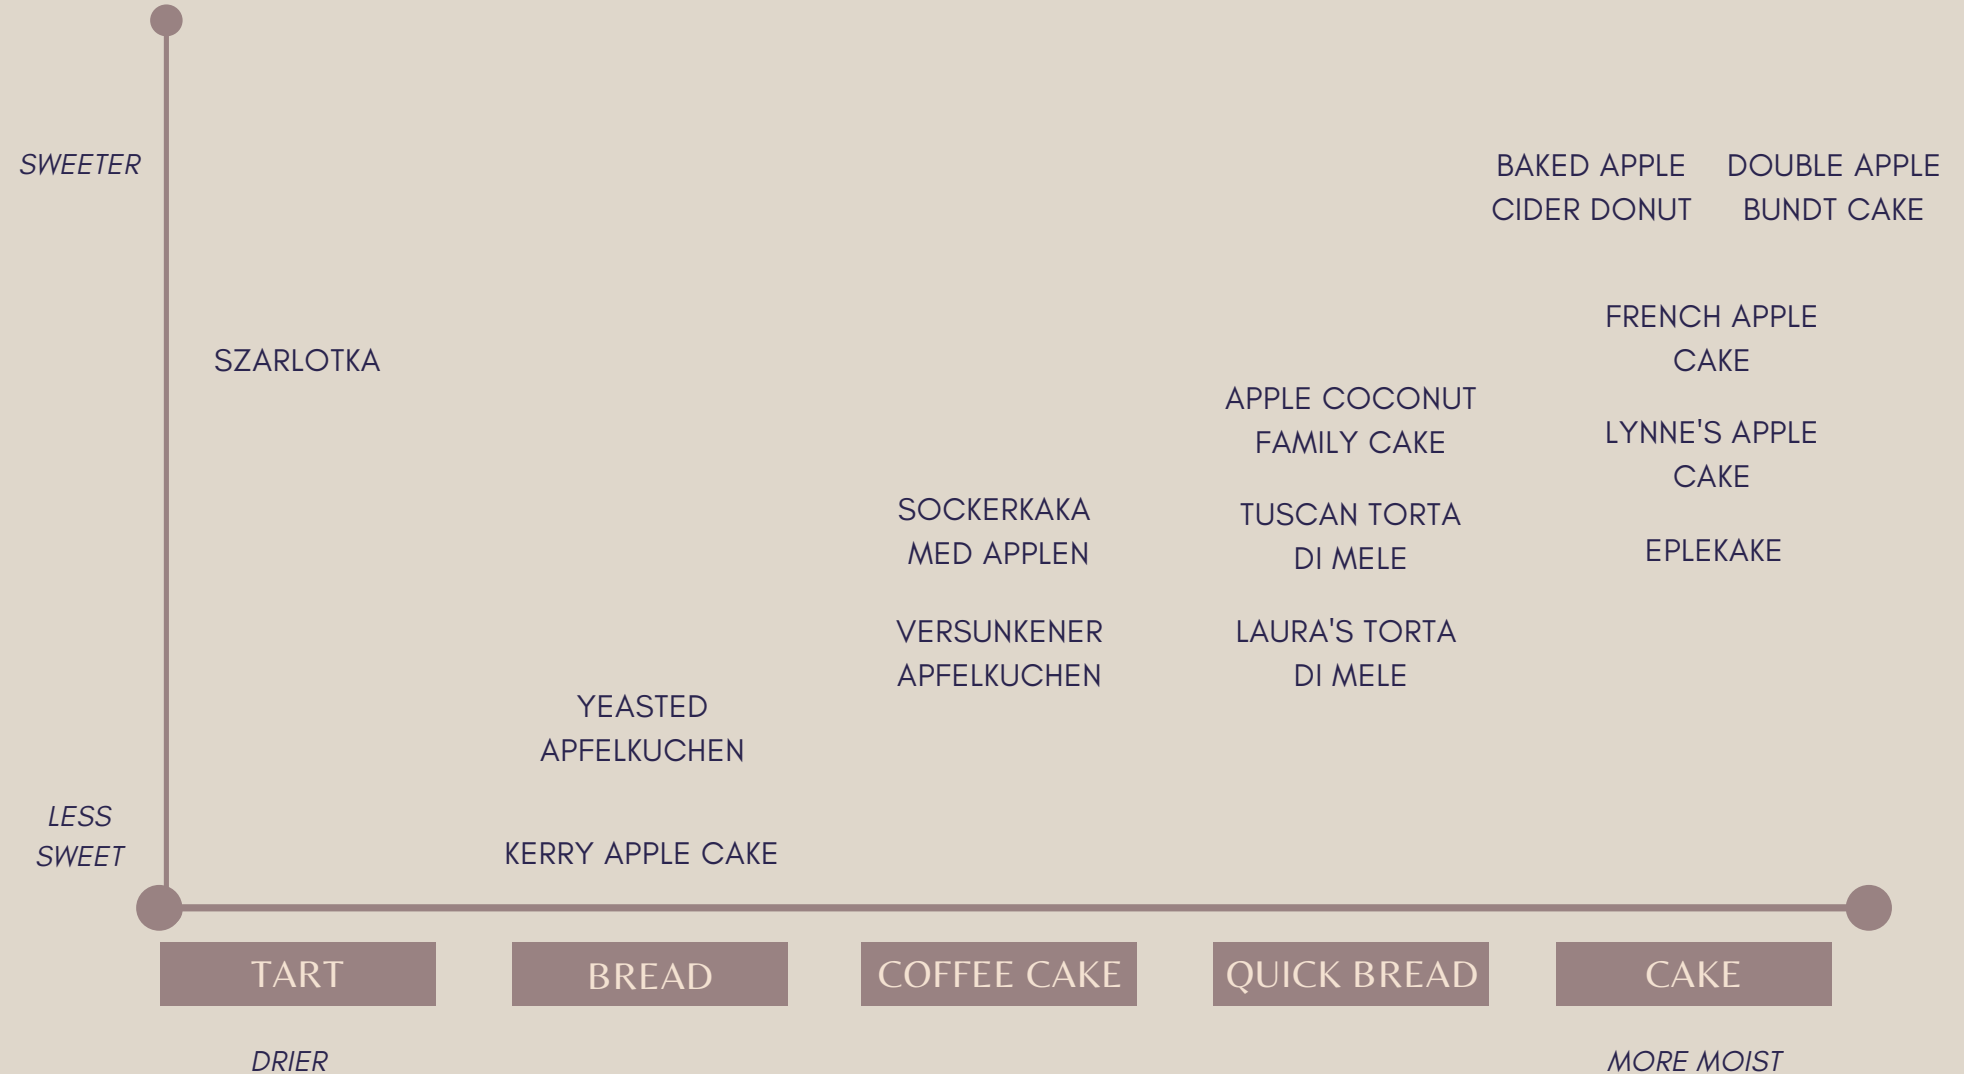 SWEETER
BAKED APPLE
CIDER DONUT
DOUBLE APPLE
BUNDT CAKE
FRENCH APPLE
CAKE
SZARLOTKA
APPLE COCONUT
FAMILY CAKE
LYNNE'S APPLE
CAKE
SOCKERKAKA
MED APPLEN
TUSCAN TORTA
DI MELE
EPLEKAKE
VERSUNKENER
APFELKUCHEN
LAURA'S TORTA
DI MELE
YEASTED
APFELKUCHEN
LESS
SWEET
KERRY APPLE CAKE
TART
BREAD
COFFEE CAKE
QUICK BREAD
CAKE
DRIER
MORE MOIST